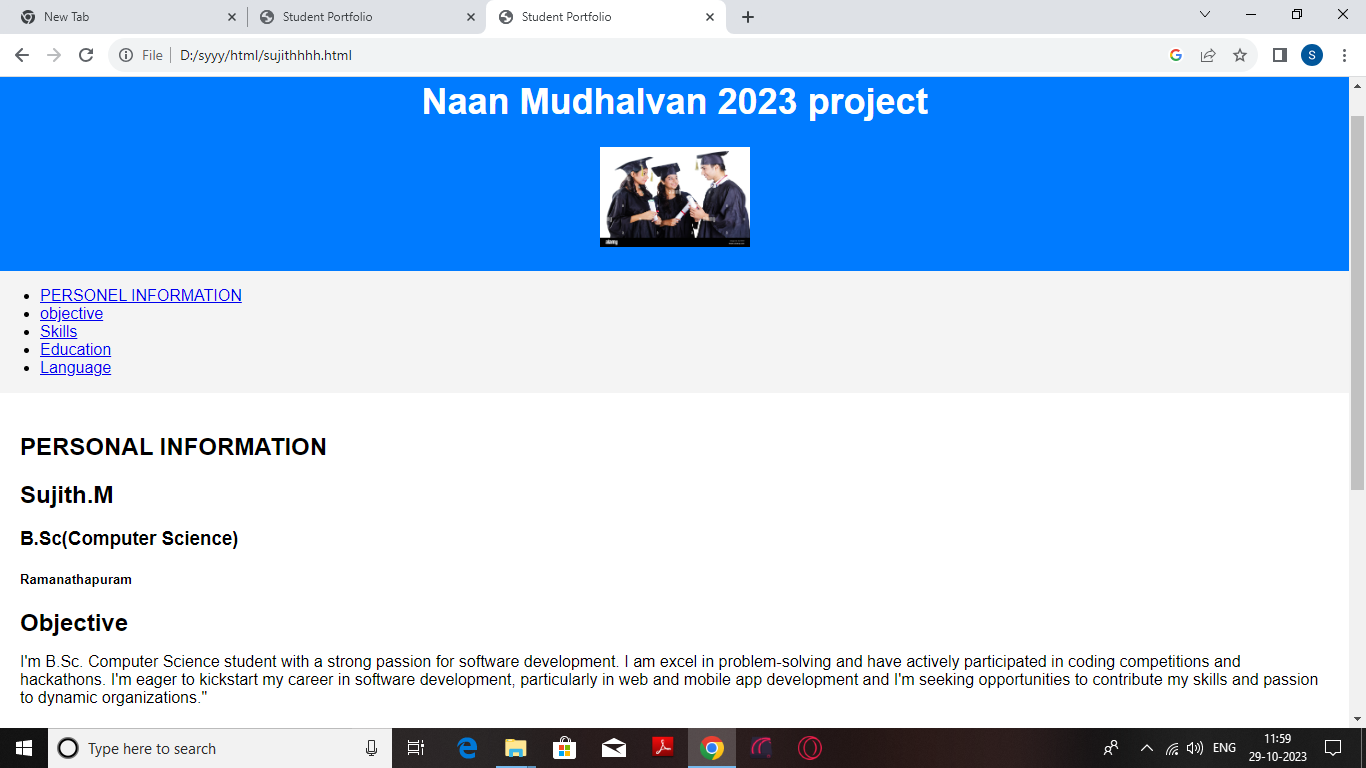 New Tab
Student Portfolio
Student Portfolio
File
D:/syyy/html/sujithhhh.html
S
Naan Mudhalvan 2023 project
PERSONEL INFORMATION
objective
Skills
Education
Language
PERSONAL INFORMATION
Sujith.M
B.Sc(Computer Science)
Ramanathapuram
Objective
I'm B.Sc. Computer Science student with a strong passion for software development. I am excel in problem-solving and have actively participated in coding competitions and
hackathons. I'm eager to kickstart my career in software development, particularly in web and mobile app development and I'm seeking opportunities to contribute my skills and passion
to dynamic organizations."
Type here to search
ENG
11:59
29-10-2023